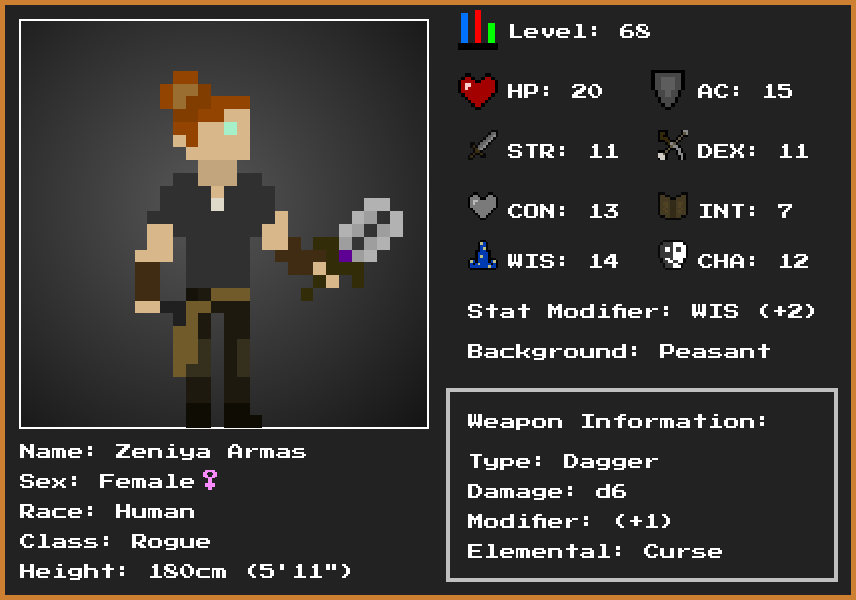 Level: 68
HP: 20 AC: 15
STR: 11 DEX: 11
CON: 13 INT: 7
WIS: 14 CHA: 12
Stat Modifier: WIS (+2)
Background: Peasant
Weapon Information:
Type: Dagger
Damage: d6
Modifier: (+1)
Elemental: Curse
Name: Zeniya Armas
Sex: Female♀
Race: Human
Class: Rogue
Height: 180cm (5'11")